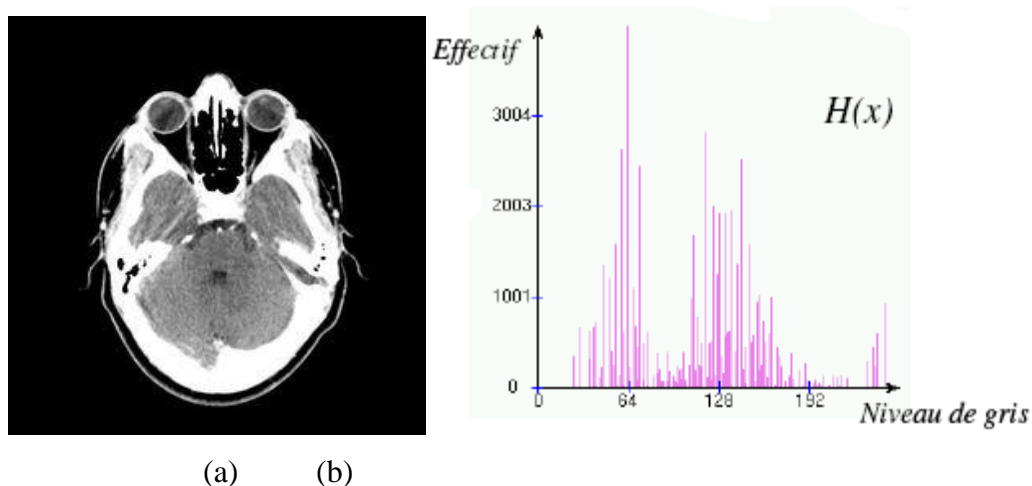 Effectif
3004
H(x)
2003
1001
0
0 64 128 192
Niveau de gris
(a) (b)